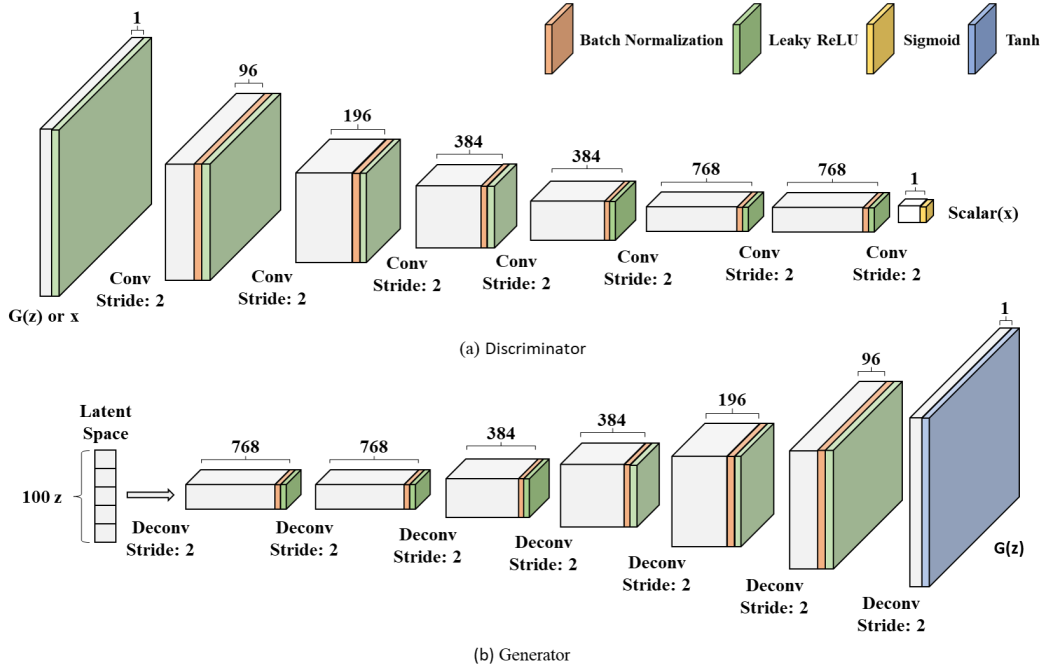 1
Batch Normalization
Leaky ReLU
Sigmoid
Tanh
96
196
384
384
768
768
1
Scalar(x)
Conv
Stride: 2
Conv
Stride: 2
Conv
Stride: 2
Conv
Stride: 2
Conv
Stride: 2
Conv
Stride: 2
Conv
Stride: 2
G(z) or x
(a) Discriminator
1
96
196
384
384
768
768
Latent
Space
100 z
Deconv
Stride: 2
Deconv
Stride: 2
Deconv
Stride: 2
Deconv
Stride: 2
Deconv
Stride: 2
Deconv
Stride: 2
Deconv
Stride: 2
G(z)
(b) Generator